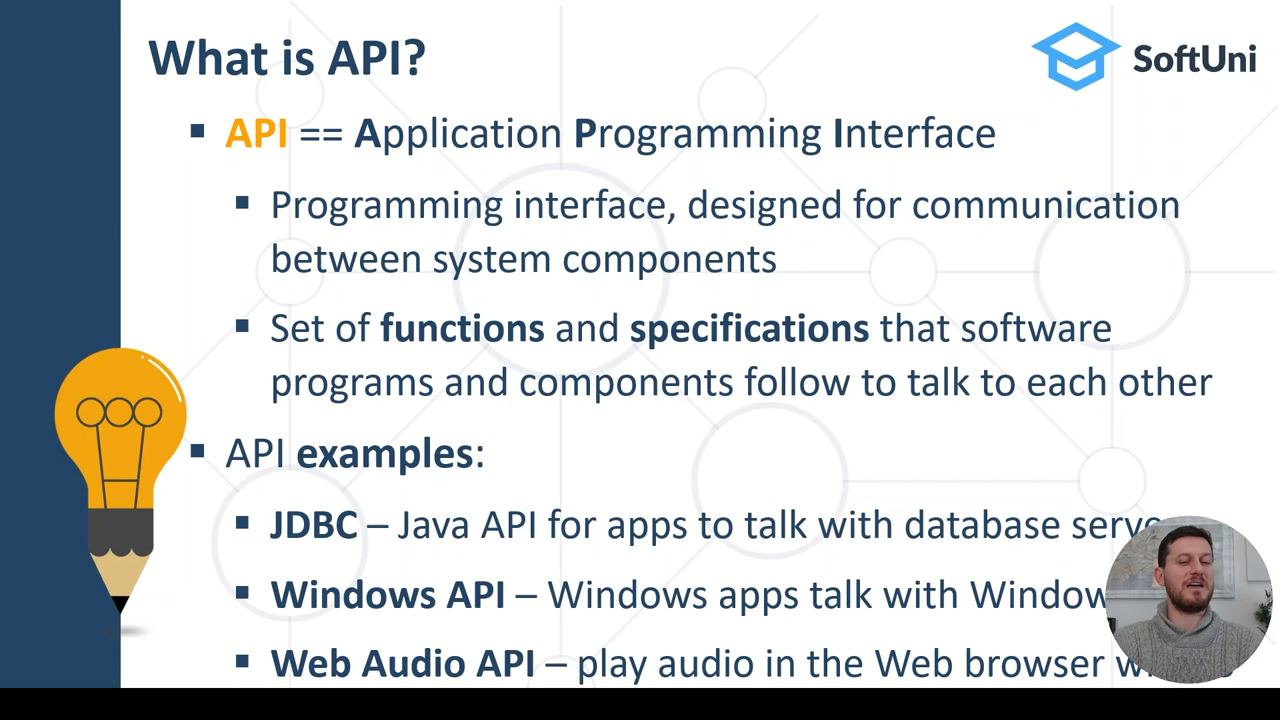 What is API?
SoftUni
API == Application Programming Interface
Programming interface, designed for communication
between system components
Set of functions and specifications that software
programs and components follow to talk to each other
API examples:
JDBC – Java API for apps to talk with database
Windows API – Windows apps talk with
Web Audio API – play audio in the Web browser